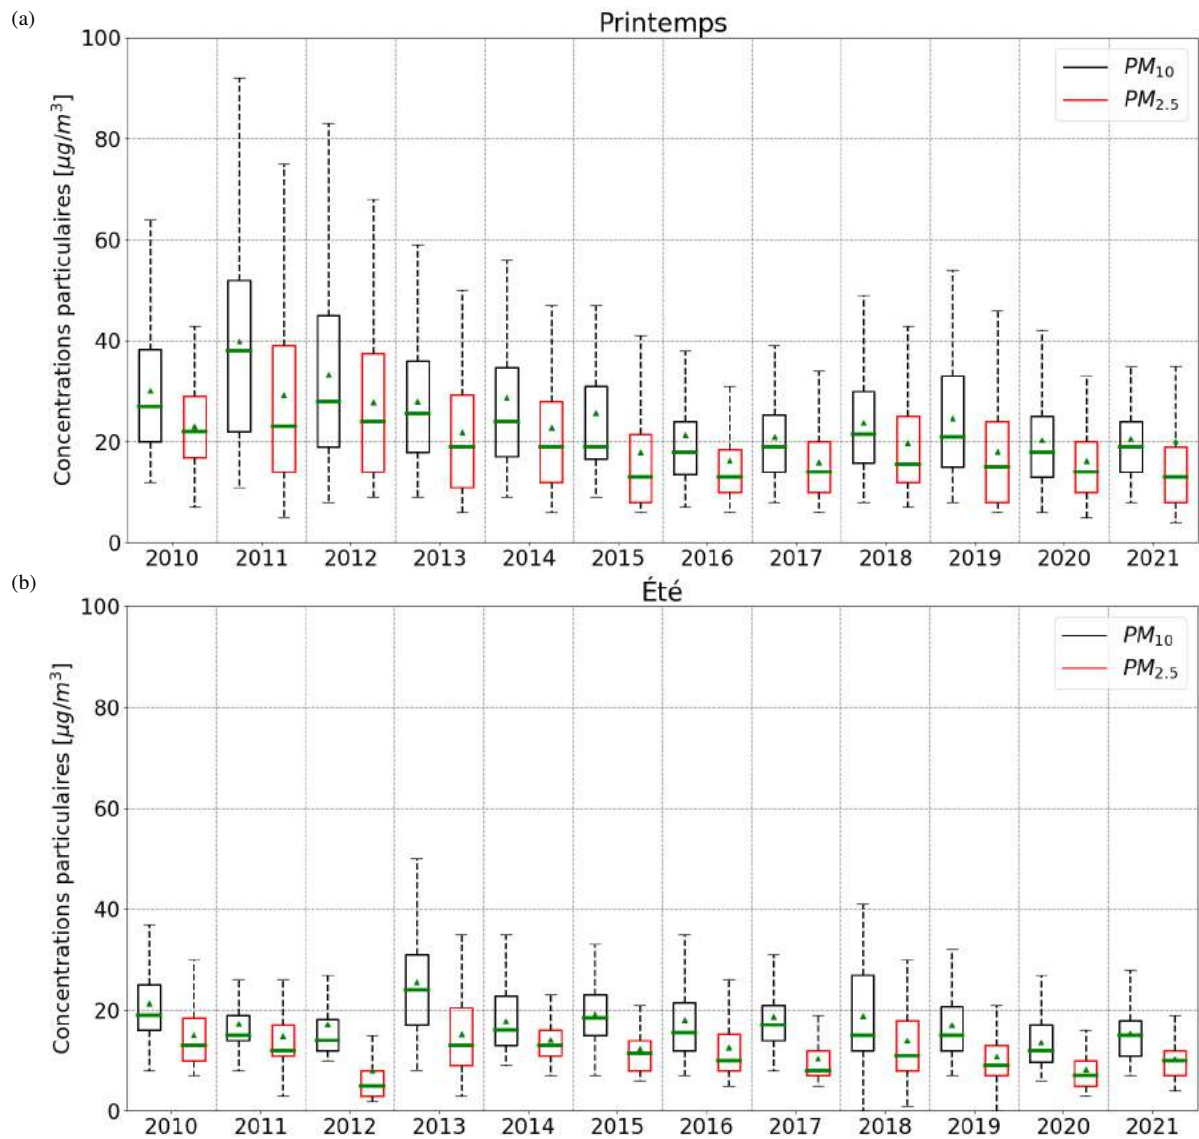 (a)
Printemps
100
80
60
40
20
0
Concentrations particulaires [μg/m³]
PM₁₀
PM₂.₅
2010 2011 2012 2013 2014 2015 2016 2017 2018 2019 2020 2021
(b)
Été
100
80
60
40
20
0
Concentrations particulaires [μg/m³]
PM₁₀
PM₂.₅
2010 2011 2012 2013 2014 2015 2016 2017 2018 2019 2020 2021